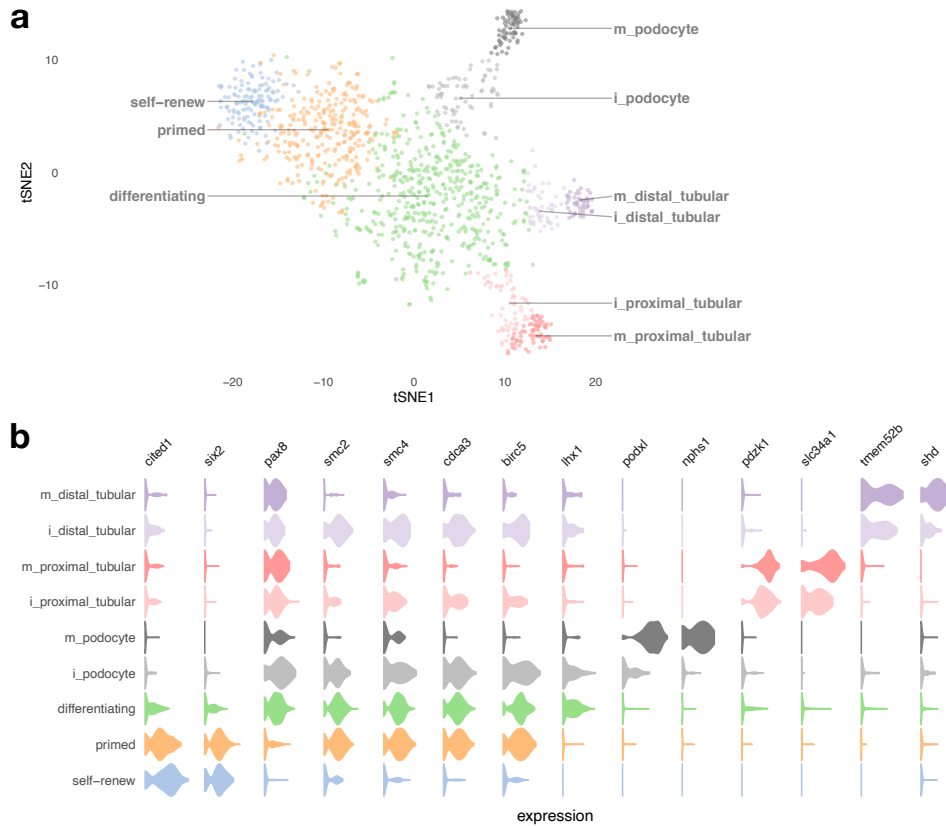 a
m_podocyte
10
i_podocyte
self-renew
primed
0
tSNE2
differentiating
m_distal_tubular
i_distal_tubular
−10
i_proximal_tubular
m_proximal_tubular
−20 −10 0 10 20
tSNE1
b
cited1 six2 pax8 smc2 smc4 cdca3 birc5 lhx1 podxl nphs1 pdzk1 slc34a1 tmem52b shd
m_distal_tubular
i_distal_tubular
m_proximal_tubular
i_proximal_tubular
m_podocyte
i_podocyte
differentiating
primed
self-renew
expression